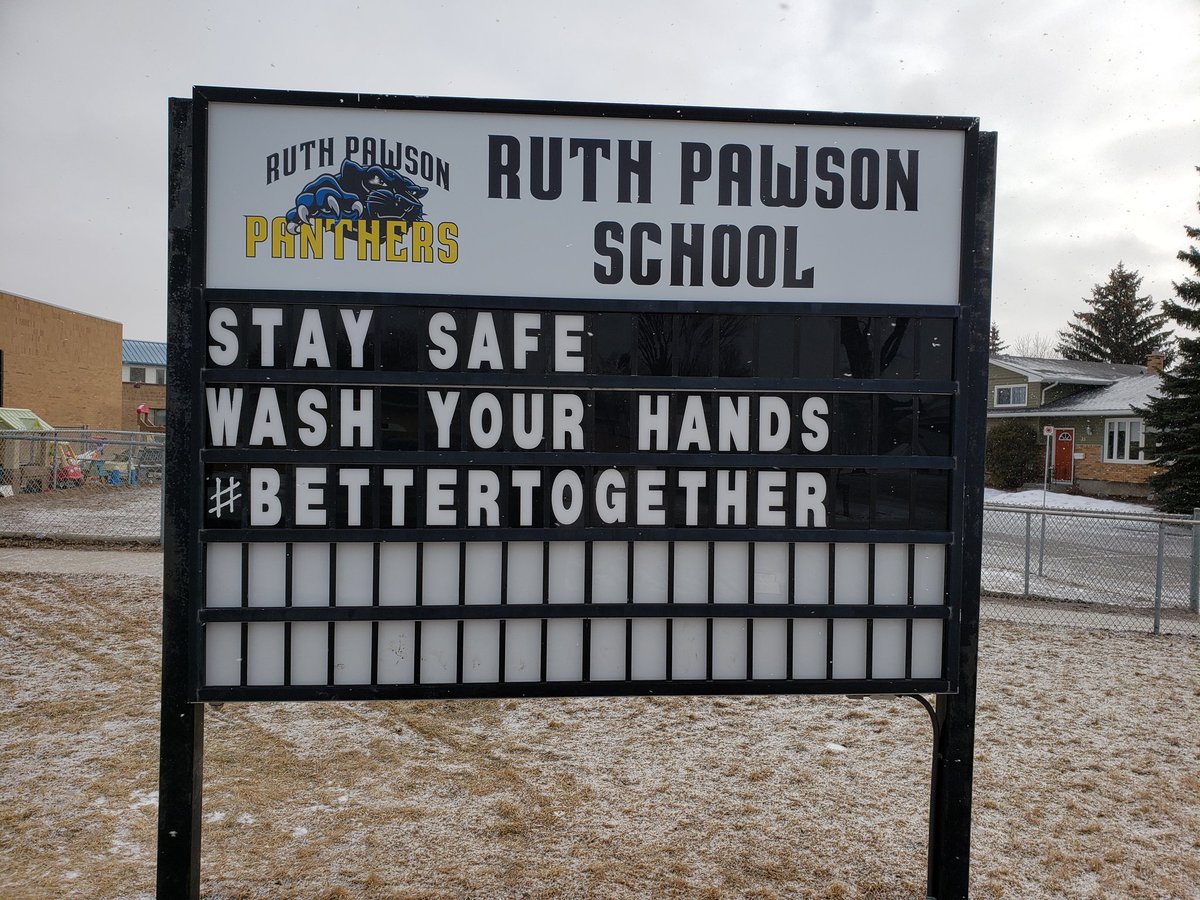 RUTH PAWSON
PANTHERS
RUTH PAWSON
SCHOOL
STAY SAFE
WASH YOUR HANDS
#BETTERTOGETHER